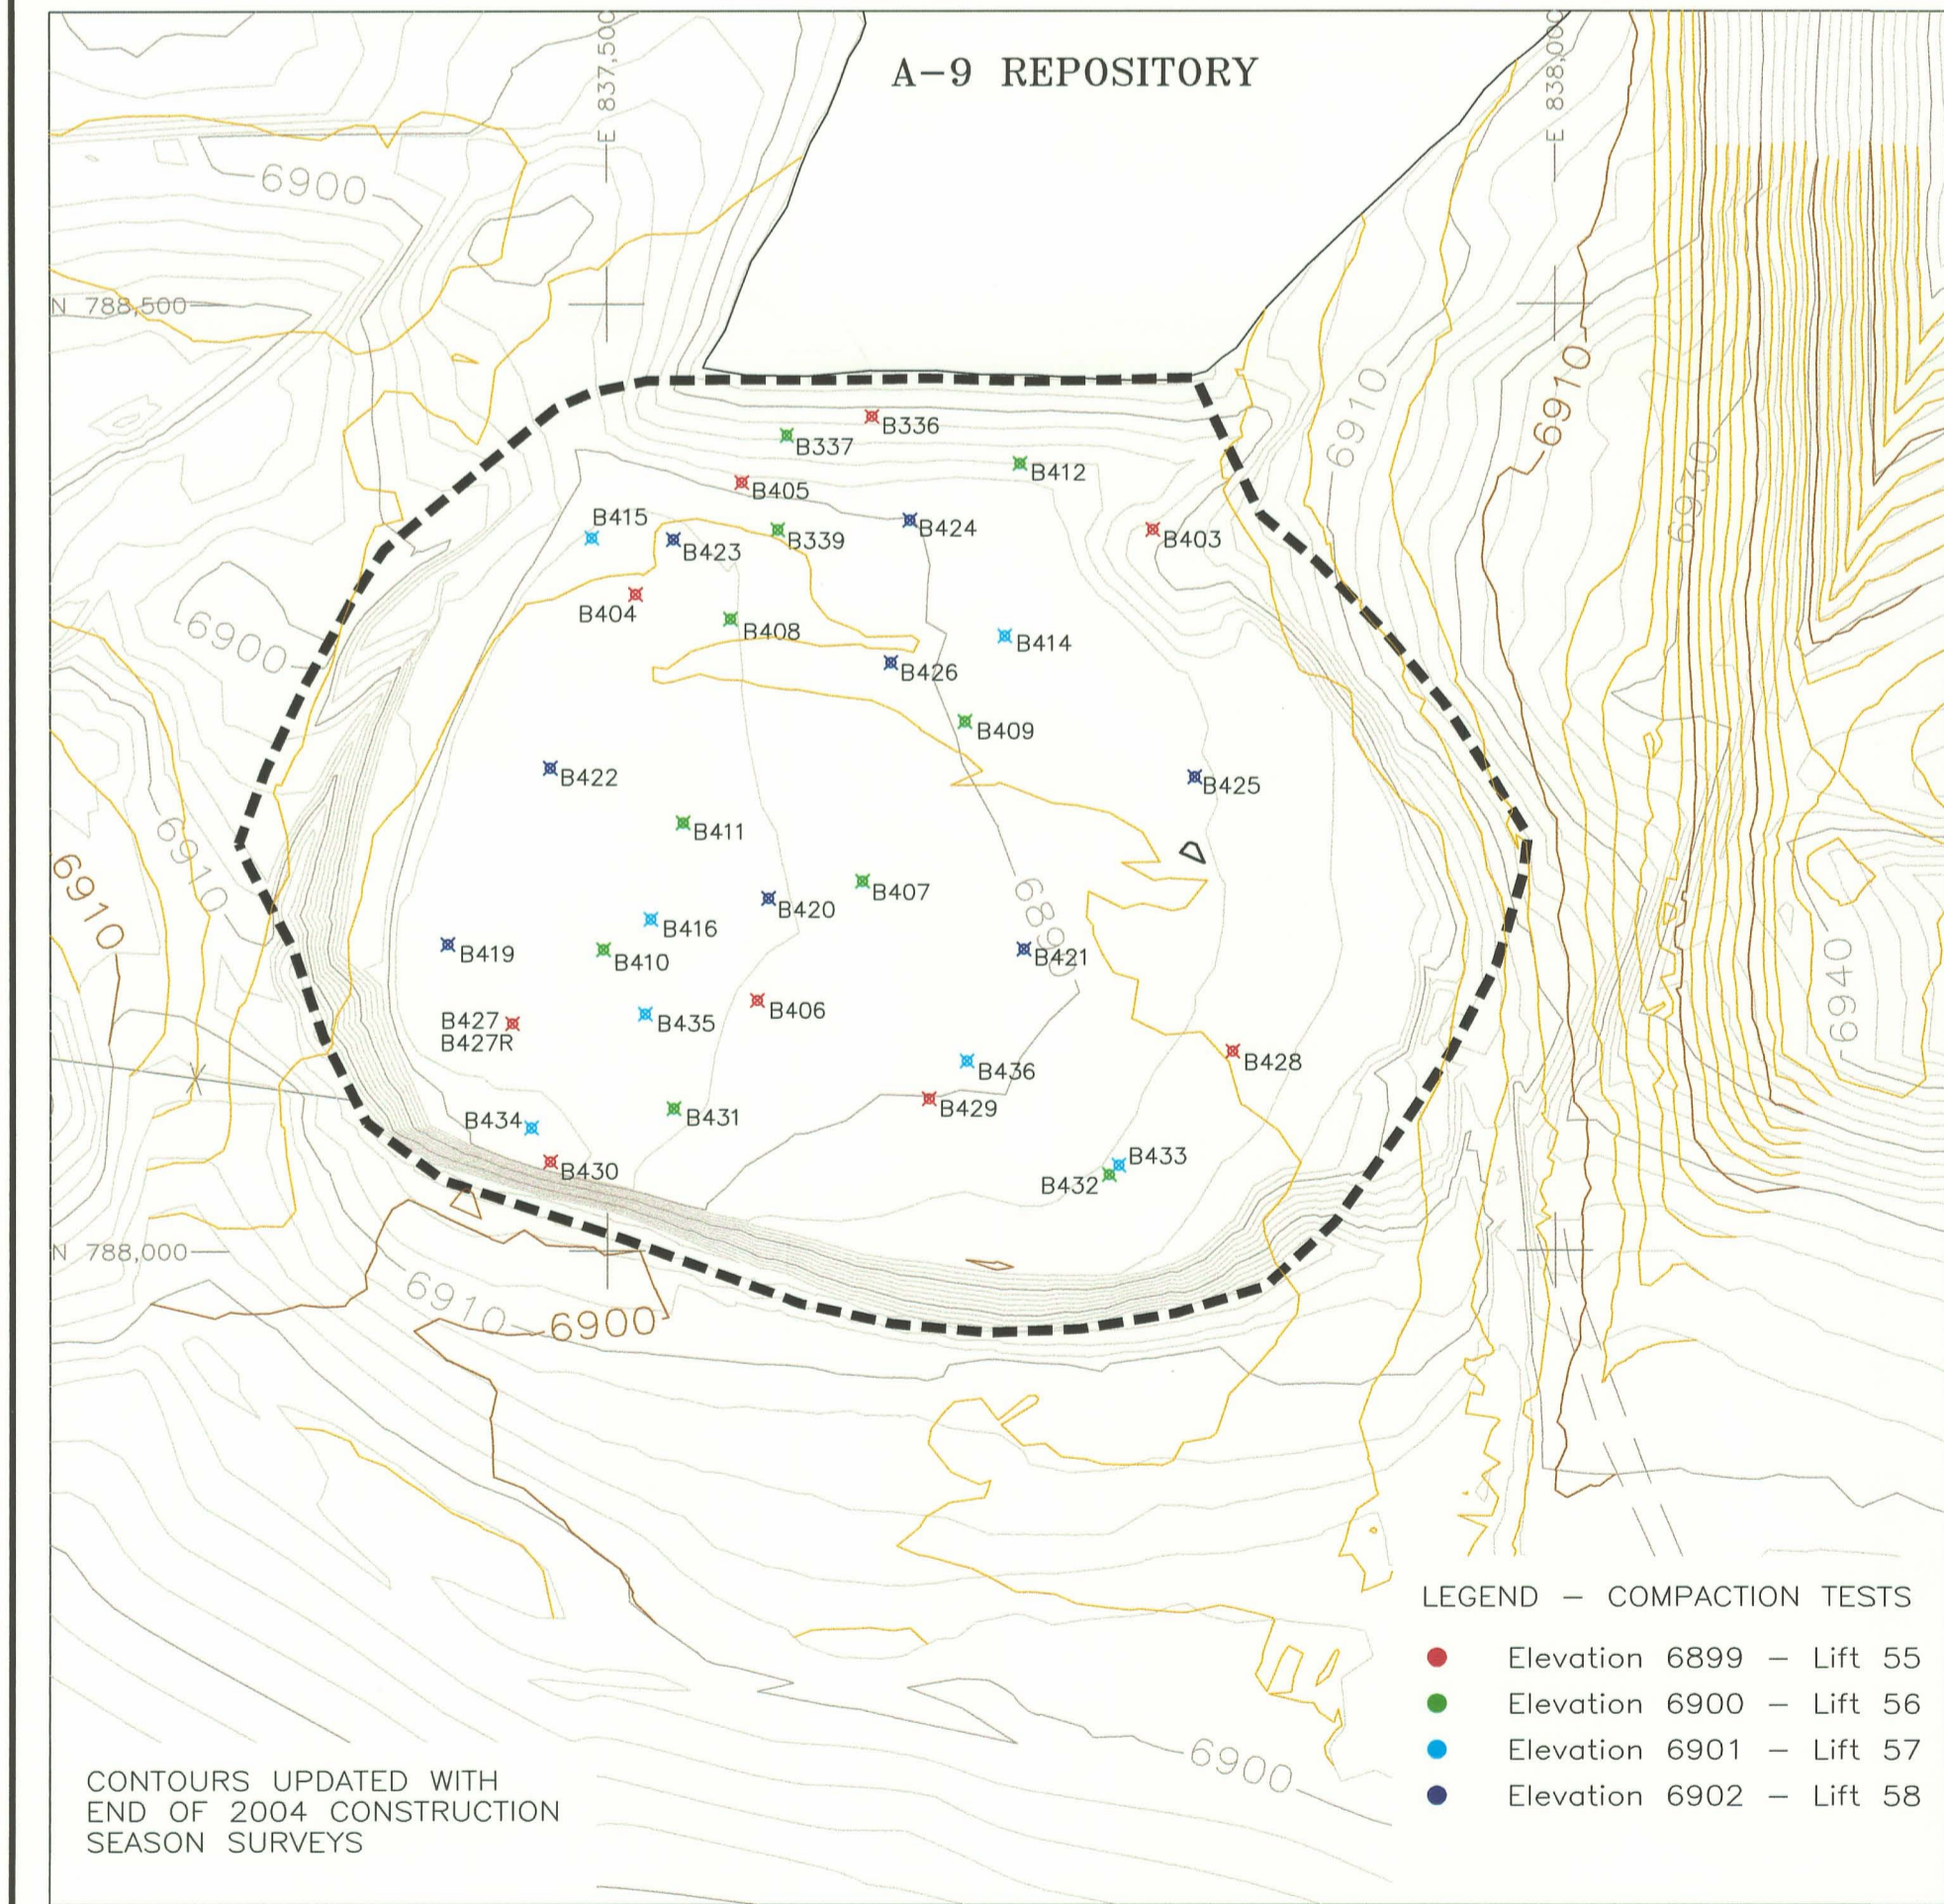 A-9 REPOSITORY
E 837,500
E 838,000
6900
N 788,500
6910
6910
6930
B336
B337
B412
B405
B415
B424
B423
B339
B403
B404
B408
B414
6900
B426
B409
B422
B425
B411
6910
6910
B407
B420
6890
B416
B419
B410
B421
6940
B406
B427
B427R
B435
B428
B436
B429
B434
B431
B430
B433
B432
N 788,000
6910
6900
LEGEND – COMPACTION TESTS
Elevation 6899 – Lift 55
Elevation 6900 – Lift 56
Elevation 6901 – Lift 57
Elevation 6902 – Lift 58
6900
CONTOURS UPDATED WITH
END OF 2004 CONSTRUCTION
SEASON SURVEYS